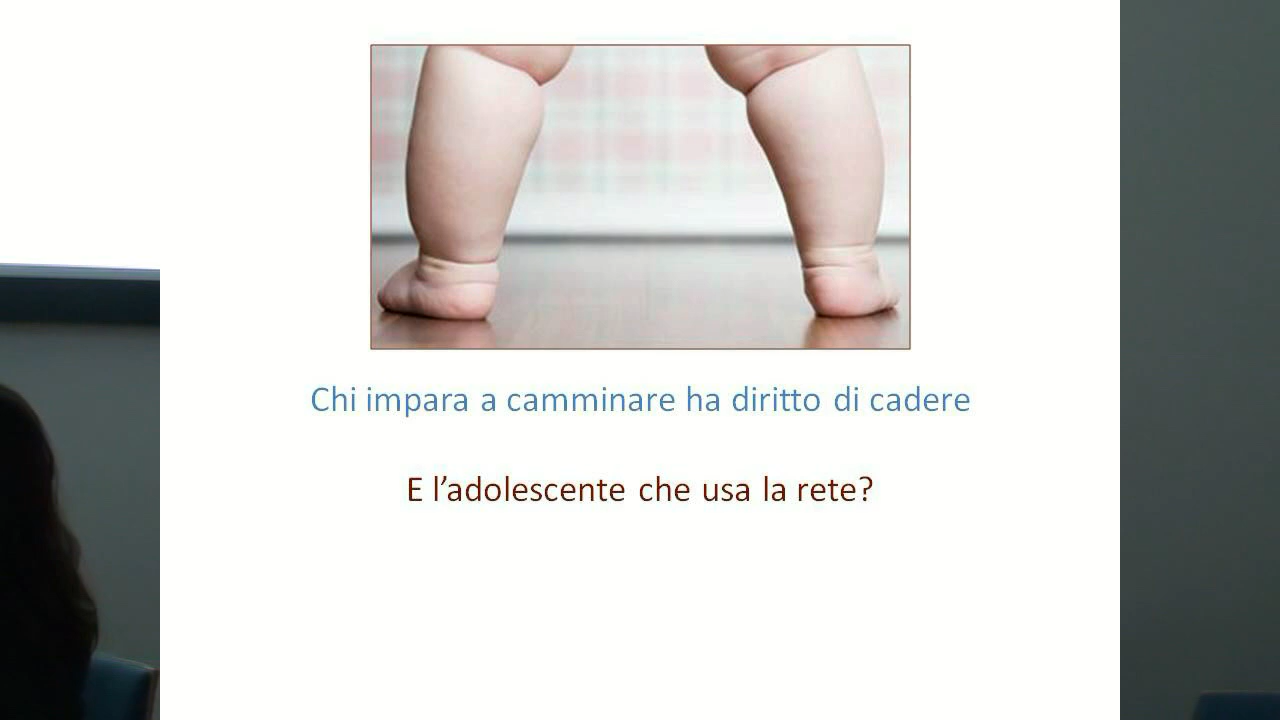 Chi impara a camminare ha diritto di cadere
E l'adolescente che usa la rete?